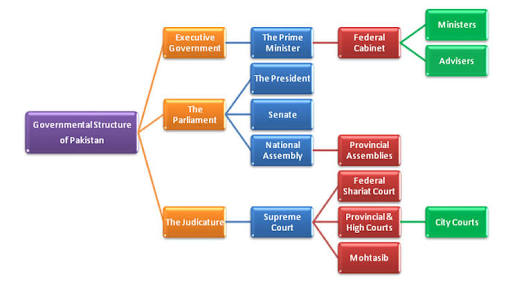 Governmental Structure
of Pakistan
Executive
Government
The Prime
Minister
Federal
Cabinet
Ministers
Advisers
The
Parliament
The President
Senate
National
Assembly
Provincial
Assemblies
The Judicature
Supreme
Court
Federal
Shariat Court
Provincial &
High Courts
City Courts
Mohtasib